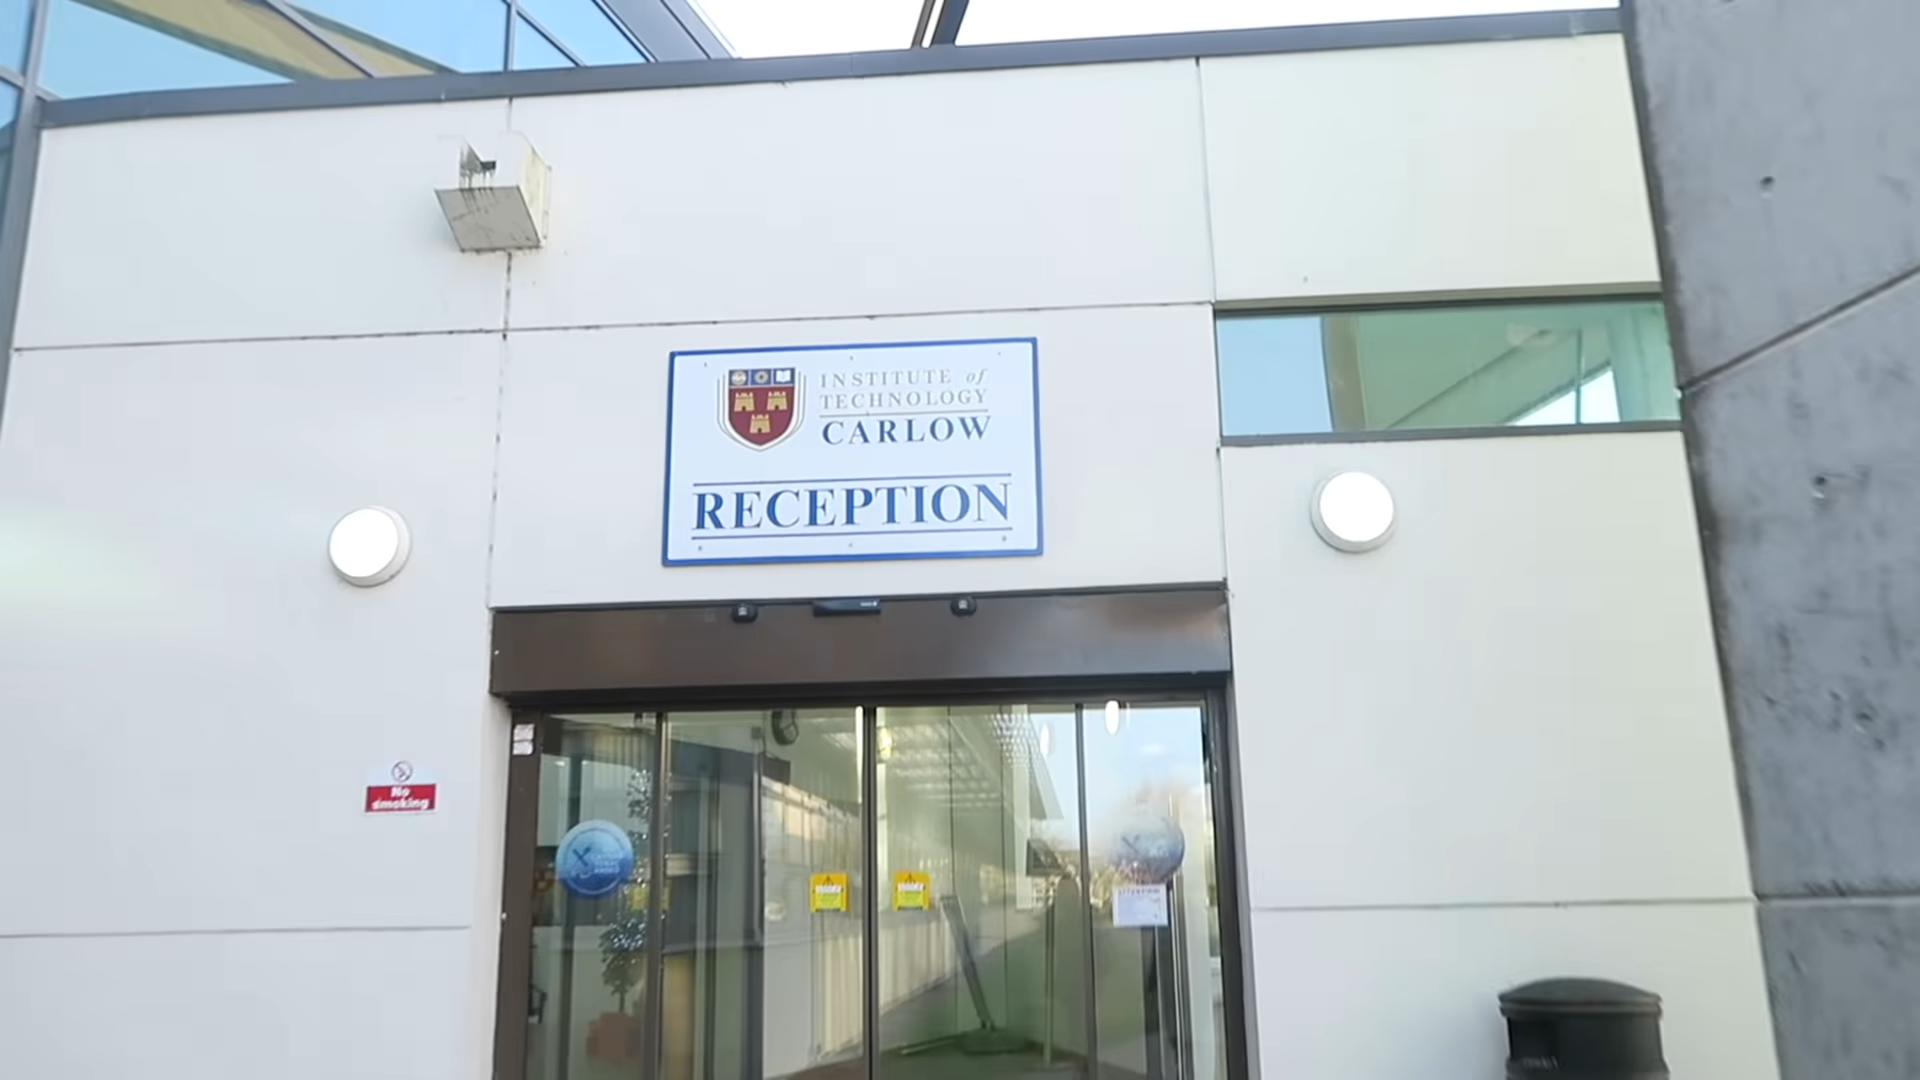 INSTITUTE of
TECHNOLOGY
CARLOW
RECEPTION
No
smoking